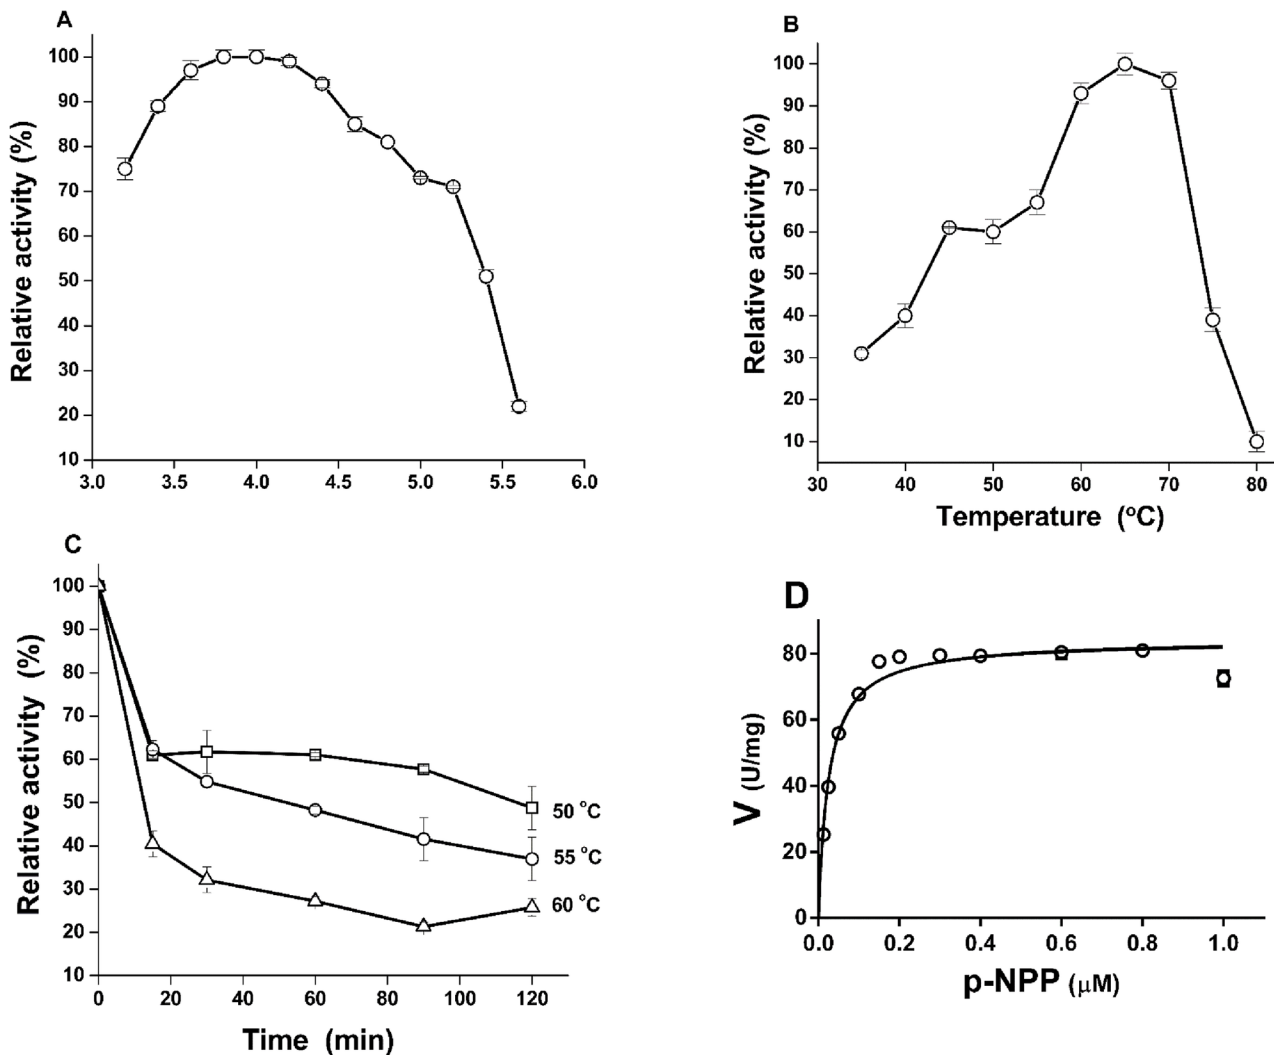 A
Relative activity (%)
100
90
80
70
60
50
40
30
20
10
3.0 3.5 4.0 4.5 5.0 5.5 6.0
B
Relative activity (%)
100
90
80
70
60
50
40
30
20
10
30 40 50 60 70 80
Temperature (°C)
C
Relative activity (%)
100
90
80
70
60
50
40
30
20
10
50 °C
55 °C
60 °C
0 20 40 60 80 100 120
Time (min)
D
V (U/mg)
80
60
40
20
0
0.0 0.2 0.4 0.6 0.8 1.0
p-NPP (μM)